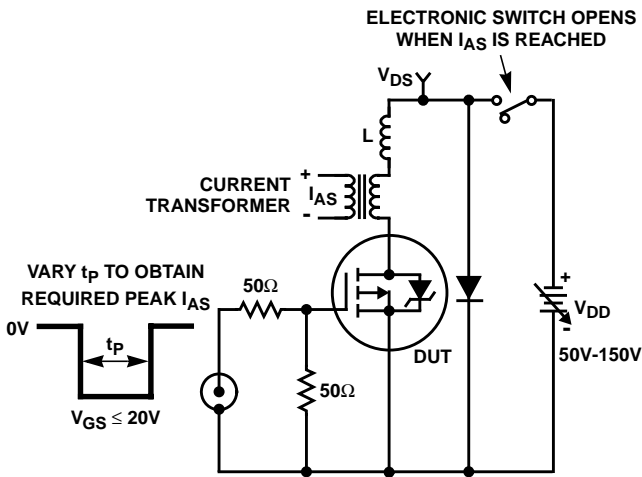 ELECTRONIC SWITCH OPENS
WHEN IAS IS REACHED
VDS
L
+
CURRENT
TRANSFORMER
IAS
-
VARY tP TO OBTAIN
REQUIRED PEAK IAS
50Ω
0V
tP
+
VDD
-
DUT
50V-150V
50Ω
VGS ≤ 20V